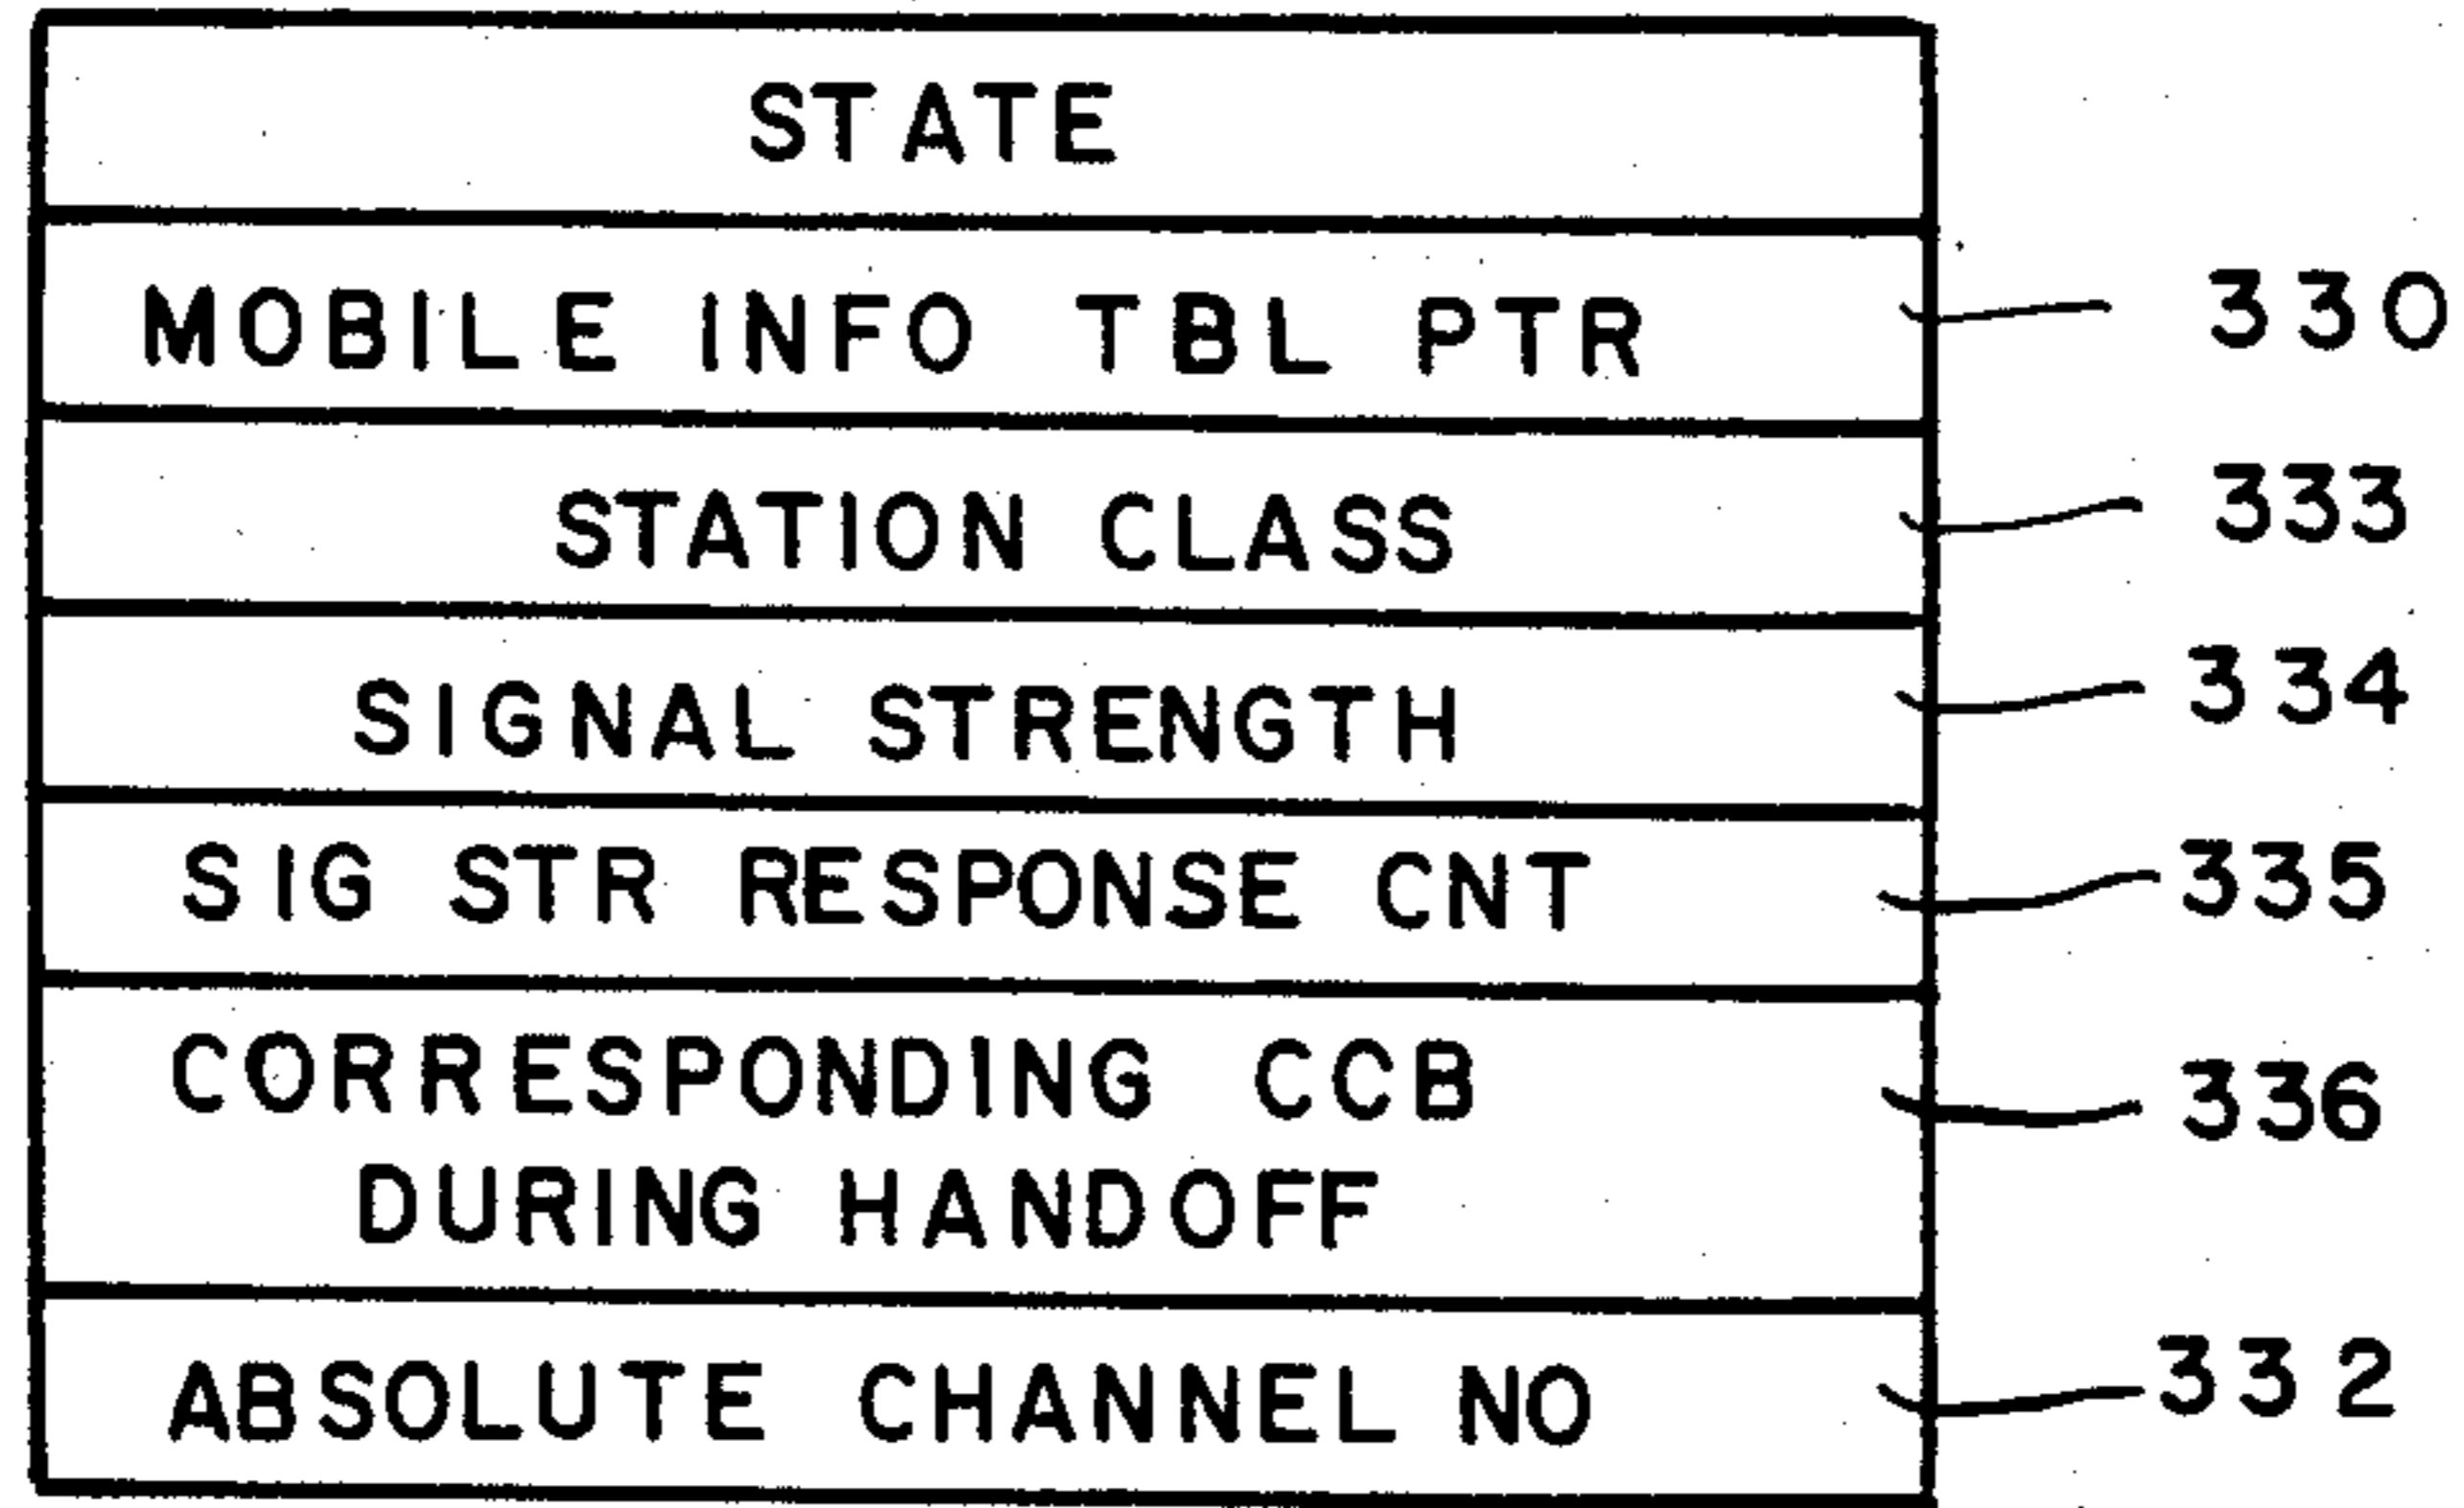 STATE
MOBILE INFO TBL PTR 330
STATION CLASS 333
SIGNAL STRENGTH 334
SIG STR RESPONSE CNT 335
CORRESPONDING CCB 336
DURING HANDOFF
ABSOLUTE CHANNEL NO 332